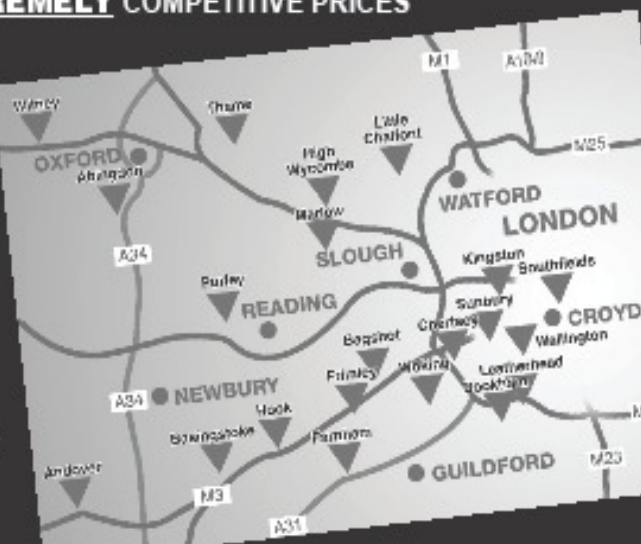 COMPETITIVE PRICES
M1
Witney
Thame
Little
Chalfont
M25
OXFORD
High
Wycombe
Abingdon
WATFORD
Marlow
LONDON
A34
SLOUGH
Kingston
Southfields
Purley
READING
Sunbury
CROYD
Chertsey
Wallington
Bagshot
Woking
Leatherhead
Bookham
Frimley
A34
NEWBURY
Hook
Basingstoke
Farnham
M23
Andover
GUILDFORD
M3
A31